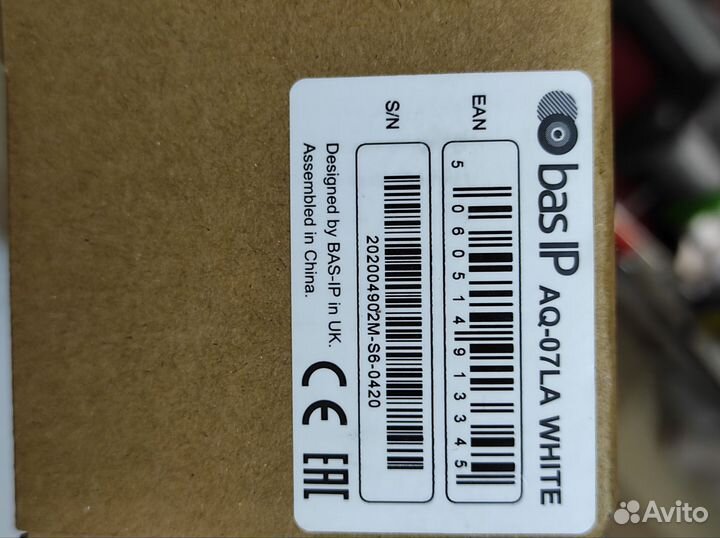 bas IP AQ-07LA WHITE
EAN
5 060514 913345
S/N
202004902M-S6-0420
Designed by BAS-IP in UK.
Assembled in China.
CE EAC
Avito